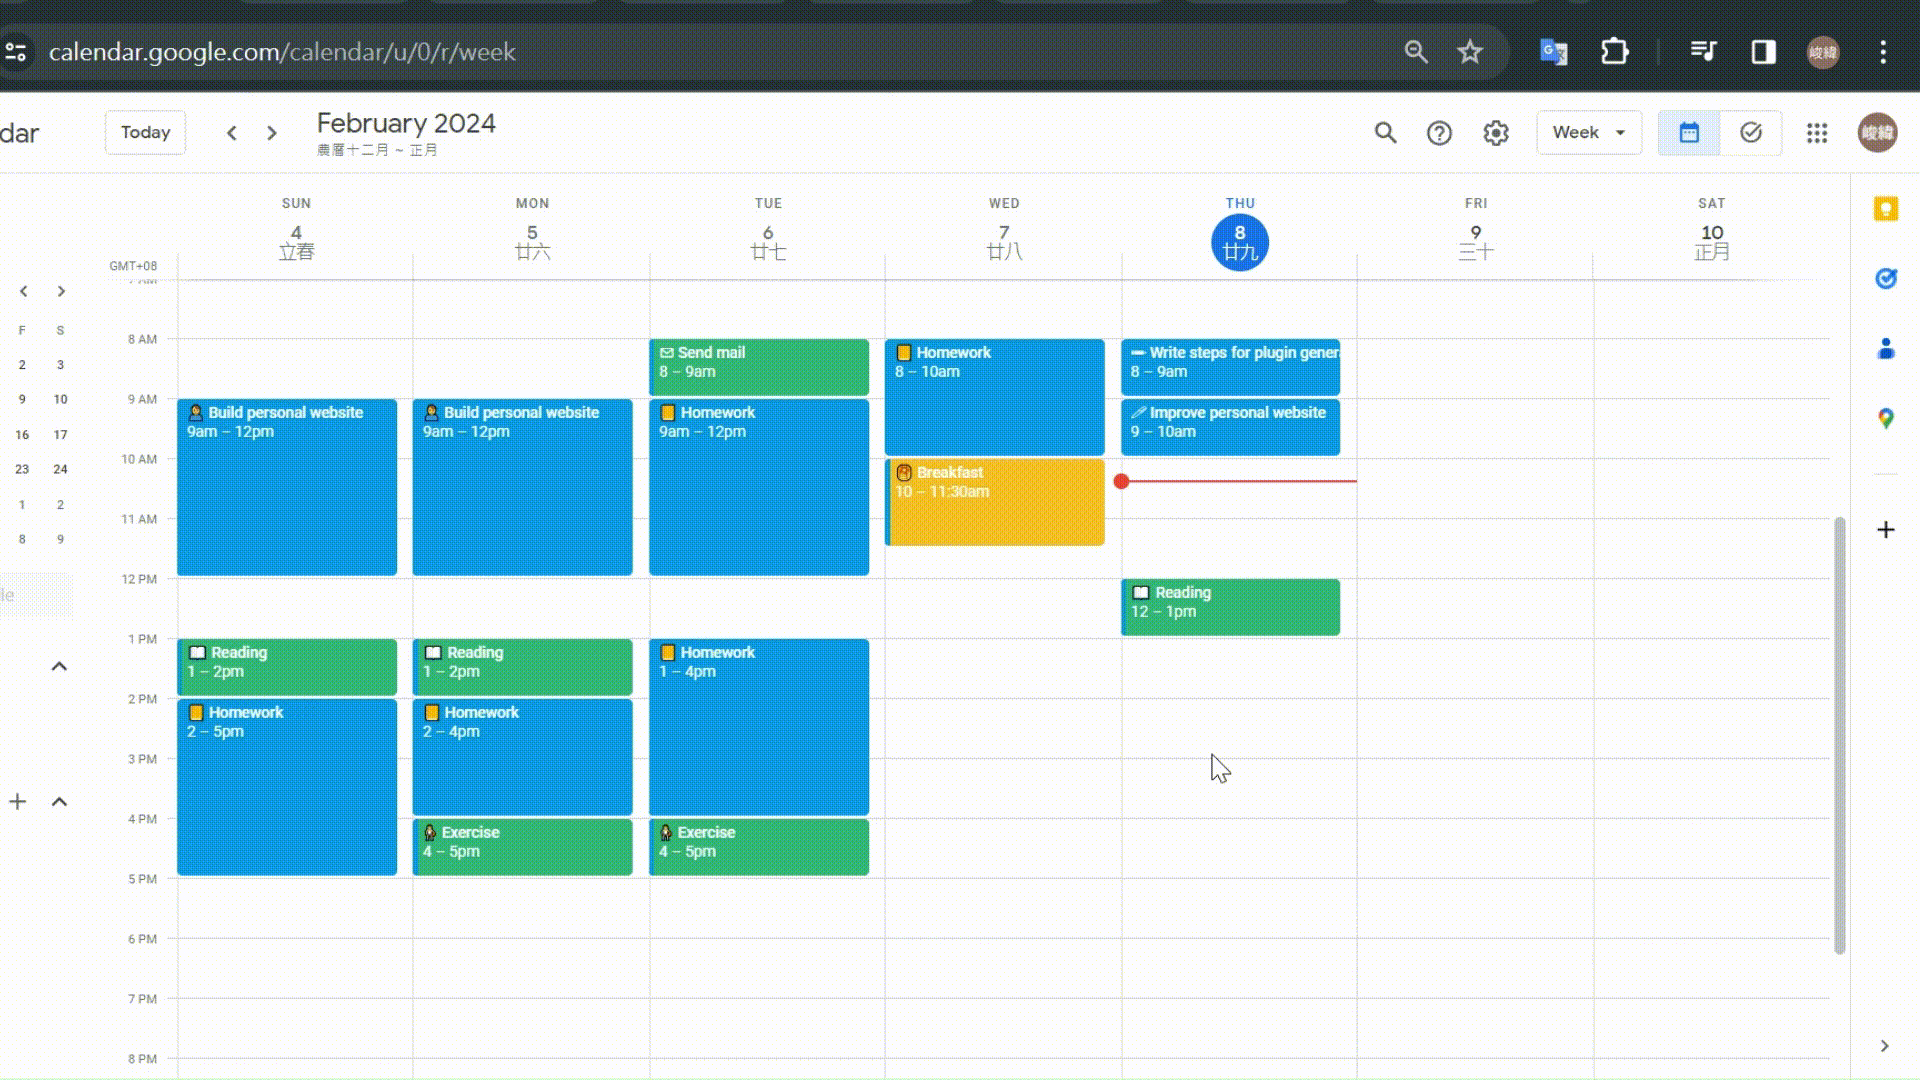 calendar.google.com/calendar/u/0/r/week
峻緯
dar
Today
February 2024
農曆十二月 ~ 正月
Week
峻緯
SUN
4
立春
MON
5
廿六
TUE
6
廿七
WED
7
廿八
THU
8
廿九
FRI
9
三十
SAT
10
正月
GMT+08
F S
2 3
9 10
16 17
23 24
1 2
8 9
le
7 AM
8 AM
9 AM
10 AM
11 AM
12 PM
1 PM
2 PM
3 PM
4 PM
5 PM
6 PM
7 PM
8 PM
Build personal website
9am – 12pm
Reading
1 – 2pm
Homework
2 – 5pm
Build personal website
9am – 12pm
Reading
1 – 2pm
Homework
2 – 4pm
Exercise
4 – 5pm
Send mail
8 – 9am
Homework
9am – 12pm
Homework
1 – 4pm
Exercise
4 – 5pm
Homework
8 – 10am
Breakfast
10 – 11:30am
Write steps for plugin gener
8 – 9am
Improve personal website
9 – 10am
Reading
12 – 1pm